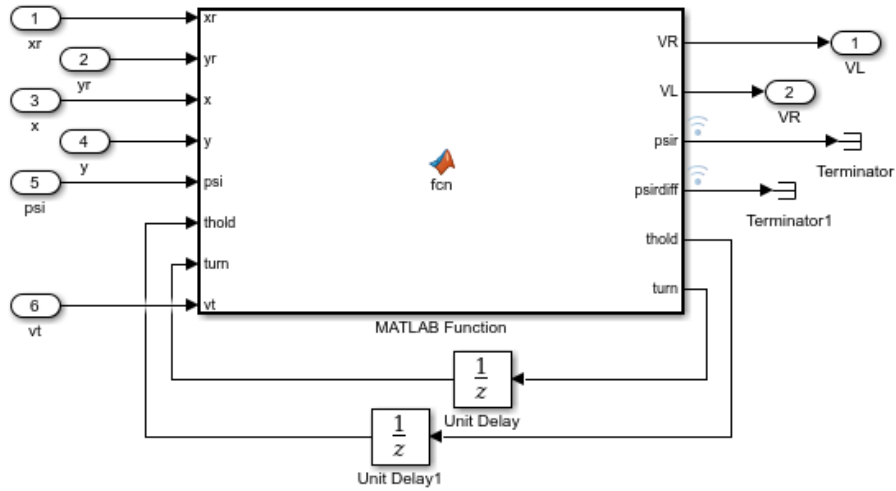 1
xr
xr
VR
1
VL
2
yr
yr
VL
2
VR
3
x
x
4
y
y
psir
Terminator
fcn
5
psi
psi
psirdiff
Terminator1
thold
thold
turn
turn
6
vt
vt
MATLAB Function
1
z
Unit Delay
1
z
Unit Delay1